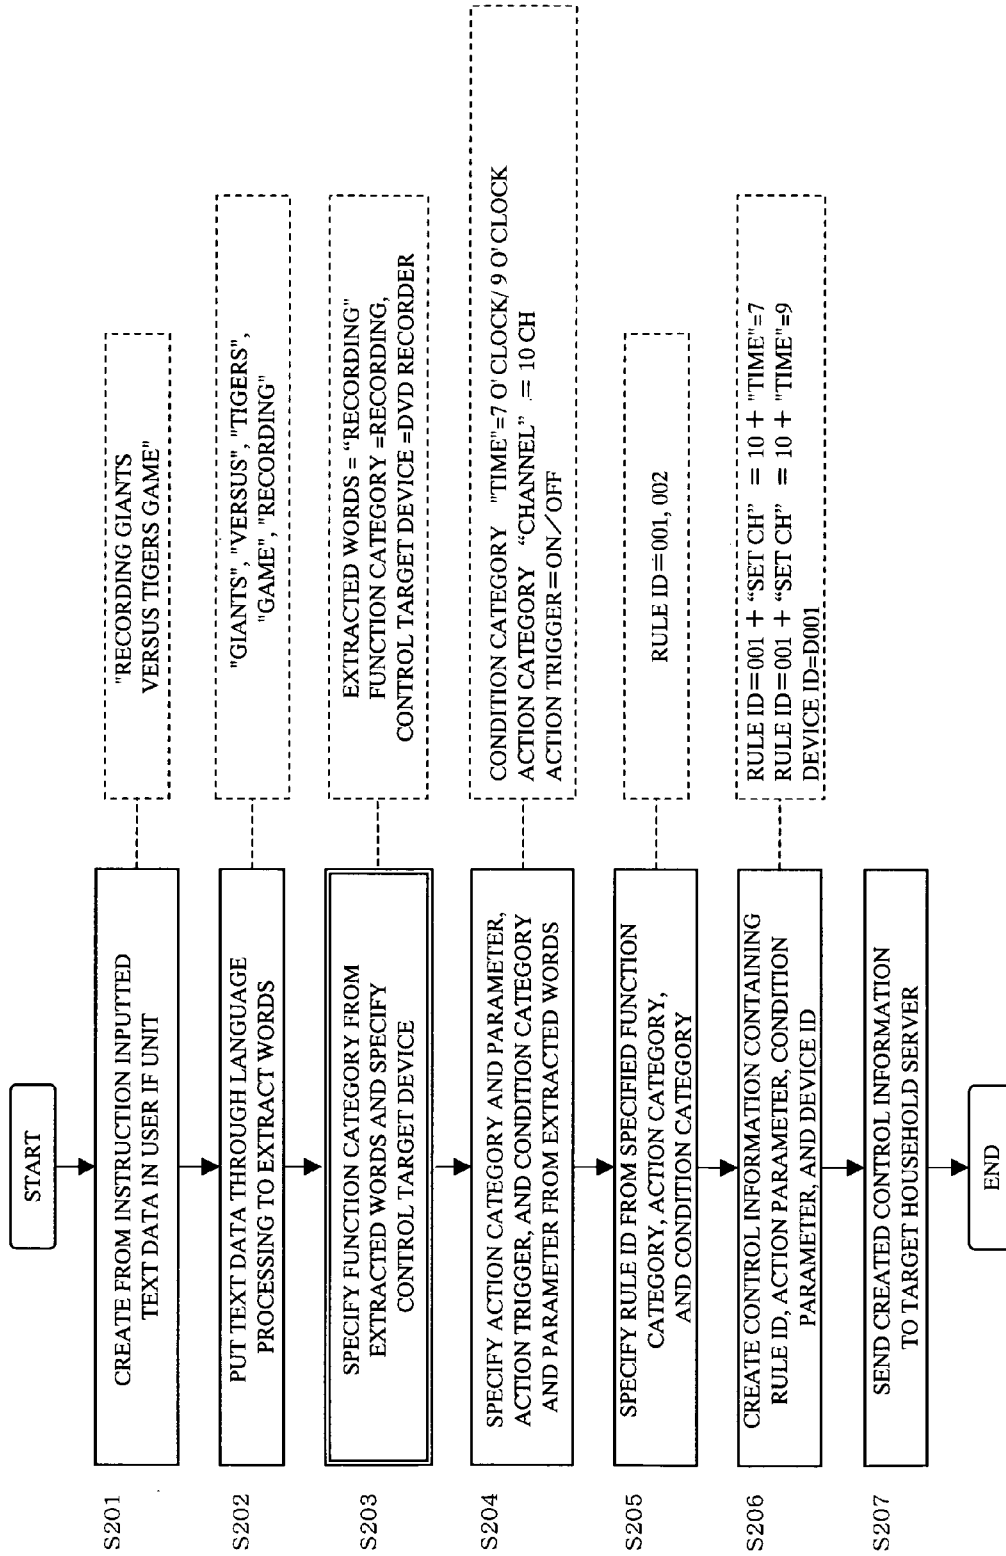 START
S201
CREATE FROM INSTRUCTION INPUTTED
TEXT DATA IN USER IF UNIT
"RECORDING GIANTS
VERSUS TIGERS GAME"
S202
PUT TEXT DATA THROUGH LANGUAGE
PROCESSING TO EXTRACT WORDS
"GIANTS", "VERSUS", "TIGERS",
"GAME", "RECORDING"
S203
SPECIFY FUNCTION CATEGORY FROM
EXTRACTED WORDS AND SPECIFY
CONTROL TARGET DEVICE
EXTRACTED WORDS = "RECORDING"
FUNCTION CATEGORY =RECORDING,
CONTROL TARGET DEVICE =DVD RECORDER
S204
SPECIFY ACTION CATEGORY AND PARAMETER,
ACTION TRIGGER, AND CONDITION CATEGORY
AND PARAMETER FROM EXTRACTED WORDS
CONDITION CATEGORY "TIME"=7 O'CLOCK/ 9 O'CLOCK
ACTION CATEGORY “CHANNEL” = 10 CH
ACTION TRIGGER=ON/OFF
S205
SPECIFY RULE ID FROM SPECIFIED FUNCTION
CATEGORY, ACTION CATEGORY,
AND CONDITION CATEGORY
RULE ID=001, 002
S206
CREATE CONTROL INFORMATION CONTAINING
RULE ID, ACTION PARAMETER, CONDITION
PARAMETER, AND DEVICE ID
RULE ID=001 + “SET CH” = 10 + "TIME"=7
RULE ID=001 + “SET CH” = 10 + "TIME"=9
DEVICE ID=D001
S207
SEND CREATED CONTROL INFORMATION
TO TARGET HOUSEHOLD SERVER
END